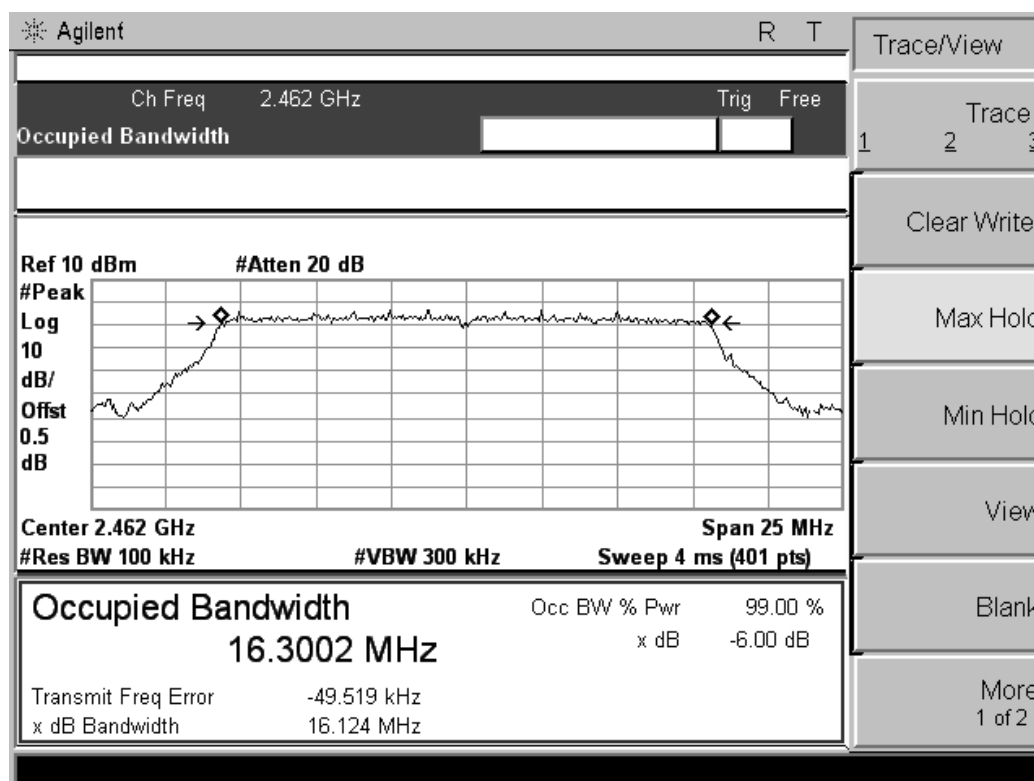 Agilent R T
Trace/View
Ch Freq 2.462 GHz Trig Free
Occupied Bandwidth
Trace
1 2 3
Clear Write
Ref 10 dBm #Atten 20 dB
#Peak
Log
10
dB/
Offst
0.5
dB
Max Hold
Min Hold
View
Center 2.462 GHz Span 25 MHz
#Res BW 100 kHz #VBW 300 kHz Sweep 4 ms (401 pts)
Occupied Bandwidth Occ BW % Pwr 99.00 %
16.3002 MHz x dB -6.00 dB
Transmit Freq Error -49.519 kHz
x dB Bandwidth 16.124 MHz
Blank
More
1 of 2